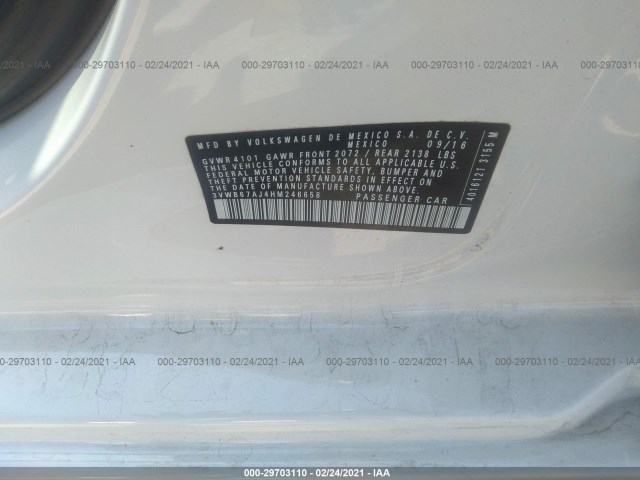 000-29703110 - 02/24/2021 - IAA
000-29703110 - 02/24/2021 - IAA
000-29703110 - 02/24/2021 - IAA
MFD BY VOLKSWAGEN DE MEXICO S.A. DE C.V.
MEXICO 09/16
GVWR 4101 GAWR FRONT 2072 / REAR 2138 LBS
THIS VEHICLE CONFORMS TO ALL APPLICABLE U.S.
FEDERAL MOTOR VEHICLE SAFETY, BUMPER AND
THEFT PREVENTION STANDARDS IN EFFECT ON
THE DATE OF MANUFACTURE SHOWN ABOVE.
3VWB67AJ4HM246658 PASSENGER CAR
4016121 3155 M
-29703110 - 02/24/2021 - IAA
000-29703110 - 02/24/2021 - IAA
000-29703110 - 02/24/2021 - IAA
000-29703110 - 02/24/2021 - IAA